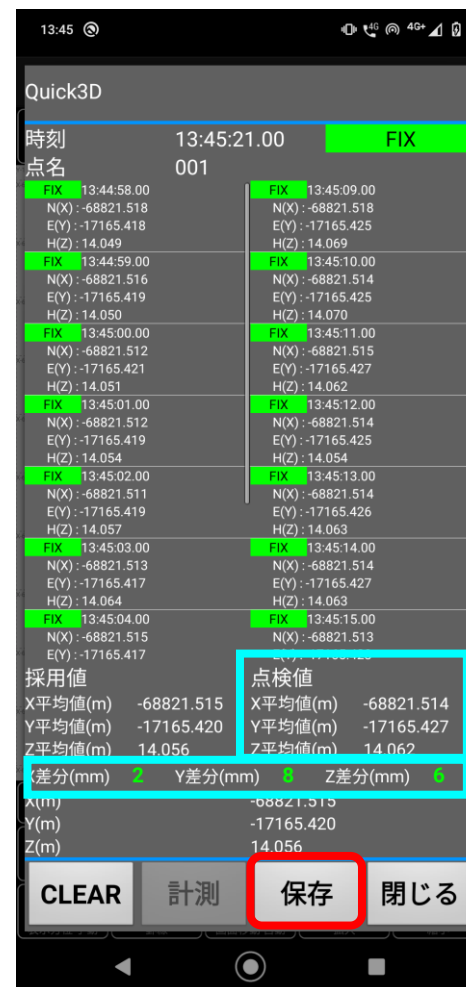 13:45 4G 4G+
Quick3D
時刻 13:45:21.00 FIX
点名 001
FIX 13:44:58.00
N(X) : -68821.518
E(Y) : -17165.418
H(Z) : 14.049
FIX 13:44:59.00
N(X) : -68821.516
E(Y) : -17165.419
H(Z) : 14.050
FIX 13:45:00.00
N(X) : -68821.512
E(Y) : -17165.421
H(Z) : 14.051
FIX 13:45:01.00
N(X) : -68821.512
E(Y) : -17165.419
H(Z) : 14.054
FIX 13:45:02.00
N(X) : -68821.511
E(Y) : -17165.419
H(Z) : 14.057
FIX 13:45:03.00
N(X) : -68821.513
E(Y) : -17165.417
H(Z) : 14.064
FIX 13:45:04.00
N(X) : -68821.515
E(Y) : -17165.417
FIX 13:45:09.00
N(X) : -68821.518
E(Y) : -17165.425
H(Z) : 14.069
FIX 13:45:10.00
N(X) : -68821.514
E(Y) : -17165.425
H(Z) : 14.070
FIX 13:45:11.00
N(X) : -68821.515
E(Y) : -17165.427
H(Z) : 14.062
FIX 13:45:12.00
N(X) : -68821.514
E(Y) : -17165.425
H(Z) : 14.054
FIX 13:45:13.00
N(X) : -68821.514
E(Y) : -17165.426
H(Z) : 14.063
FIX 13:45:14.00
N(X) : -68821.514
E(Y) : -17165.427
H(Z) : 14.063
FIX 13:45:15.00
N(X) : -68821.513
採用値
X平均値(m) -68821.515
Y平均値(m) -17165.420
Z平均値(m) 14.056
点検値
X平均値(m) -68821.514
Y平均値(m) -17165.427
Z平均値(m) 14.062
X差分(mm) 2 Y差分(mm) 8 Z差分(mm) 6
X(m) -68821.515
Y(m) -17165.420
Z(m) 14.056
CLEAR 計測 保存 閉じる